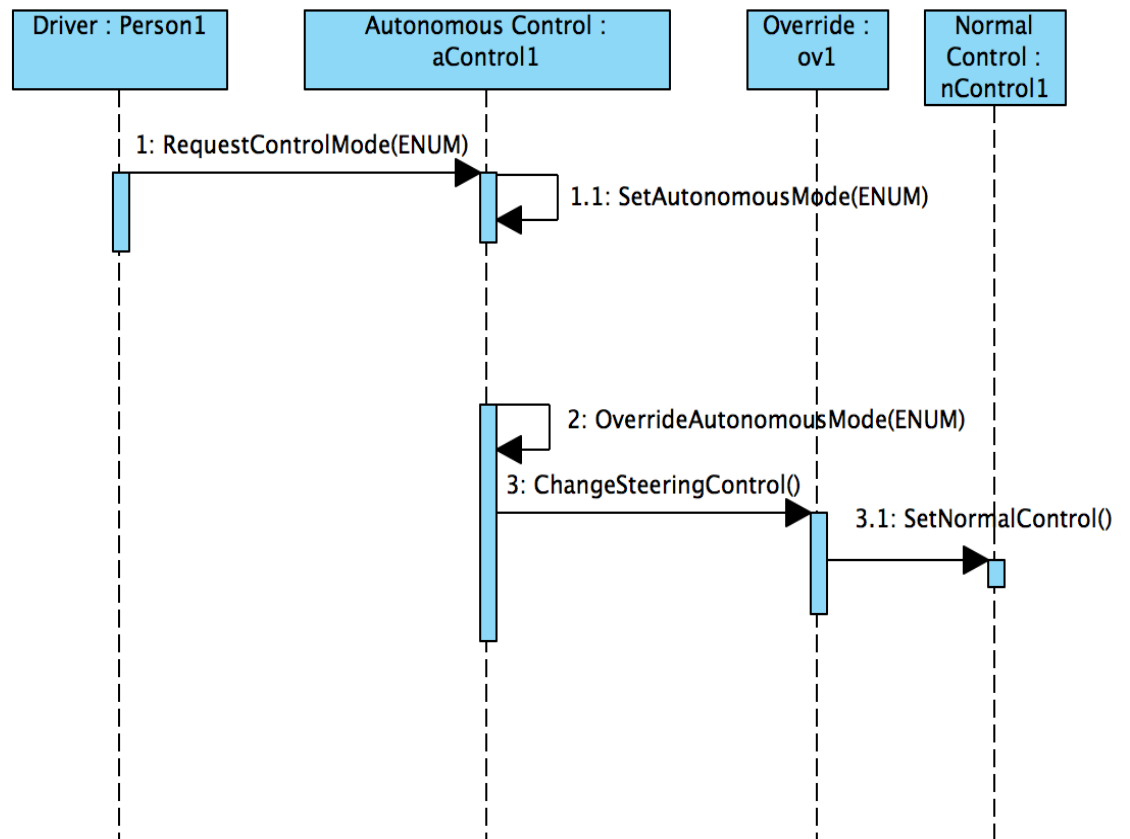 Driver : Person1
Autonomous Control :
aControl1
Override :
ov1
Normal
Control :
nControl1
1: RequestControlMode(ENUM)
1.1: SetAutonomousMode(ENUM)
2: OverrideAutonomousMode(ENUM)
3: ChangeSteeringControl()
3.1: SetNormalControl()